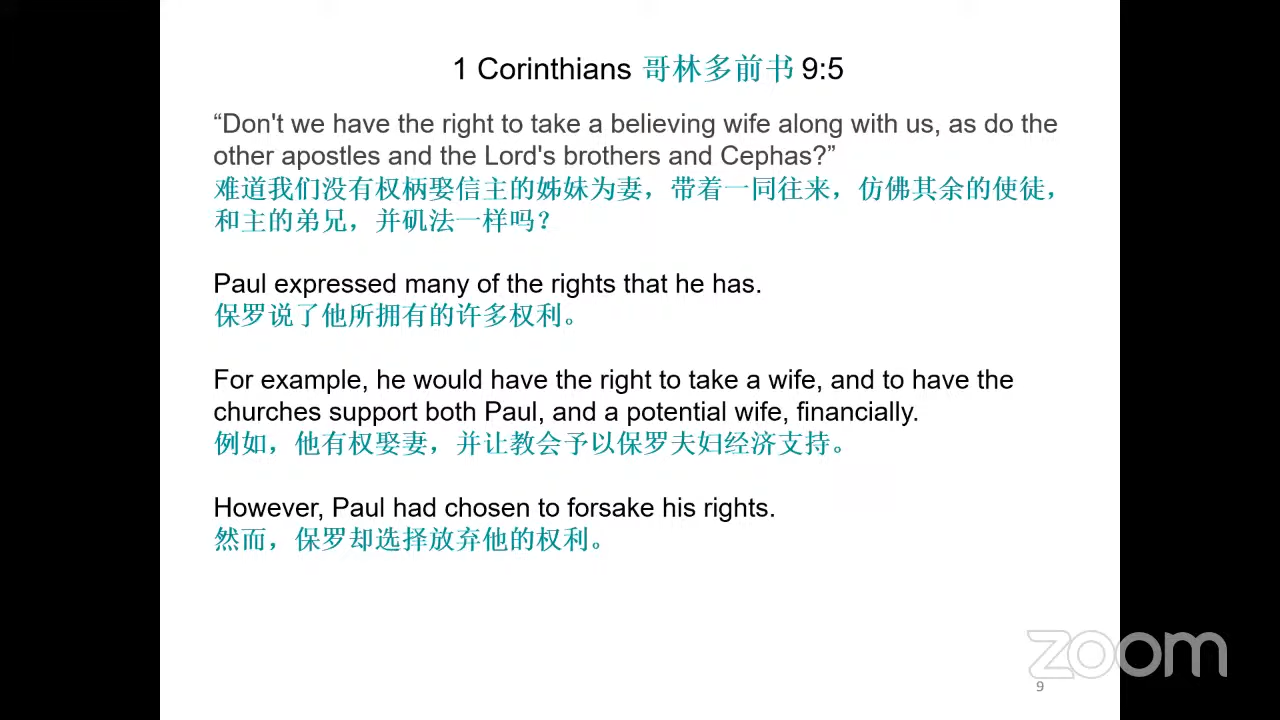 1 Corinthians 哥林多前书 9:5
“Don't we have the right to take a believing wife along with us, as do the
other apostles and the Lord's brothers and Cephas?”
难道我们没有权柄娶信主的姊妹为妻，带着一同往来，仿佛其余的使徒，
和主的弟兄，并矶法一样吗？
Paul expressed many of the rights that he has.
保罗说了他所拥有的许多权利。
For example, he would have the right to take a wife, and to have the
churches support both Paul, and a potential wife, financially.
例如，他有权娶妻，并让教会予以保罗夫妇经济支持。
However, Paul had chosen to forsake his rights.
然而，保罗却选择放弃他的权利。
zoom
9